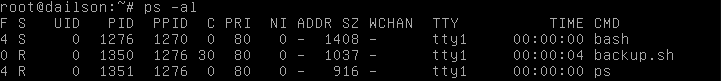 root@dailson:~# ps -al
F S UID PID PPID C PRI NI ADDR SZ WCHAN TTY TIME CMD
4 S 0 1276 1270 0 80 0 - 1408 - tty1 00:00:00 bash
0 R 0 1350 1276 30 80 0 - 1037 - tty1 00:00:04 backup.sh
4 R 0 1351 1276 0 80 0 - 916 - tty1 00:00:00 ps